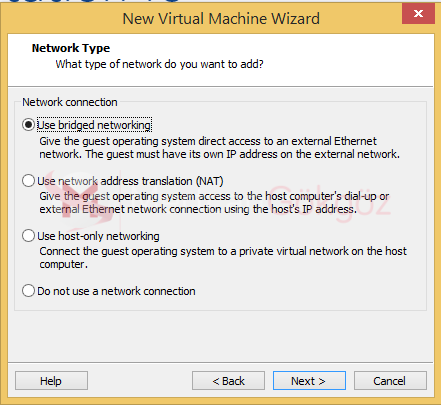 New Virtual Machine Wizard
Network Type
What type of network do you want to add?
Network connection
Use bridged networking
Give the guest operating system direct access to an external Ethernet
network. The guest must have its own IP address on the external network.
Use network address translation (NAT)
Give the guest operating system access to the host computer's dial-up or
external Ethernet network connection using the host's IP address.
Use host-only networking
Connect the guest operating system to a private virtual network on the host
computer.
Do not use a network connection
Help
< Back
Next >
Cancel